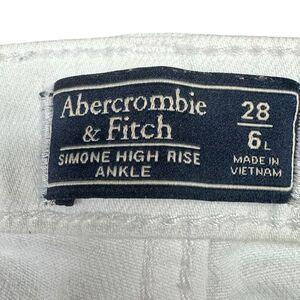 Abercrombie
& Fitch
SIMONE HIGH RISE
ANKLE
28
6L
MADE IN
VIETNAM